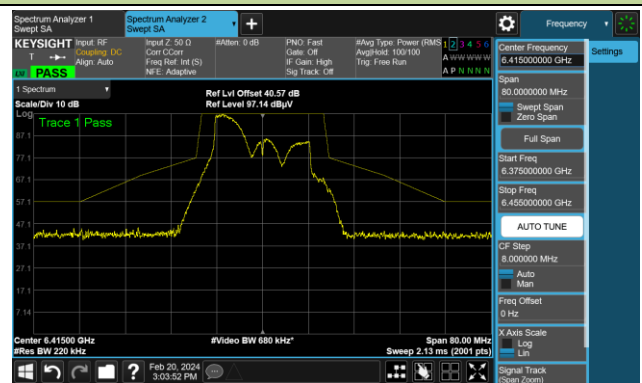 Spectrum Analyzer 1
Swept SA
Spectrum Analyzer 2
Swept SA
Frequency
KEYSIGHT
Input: RF
Coupling: DC
Align: Auto
Input Z: 50 Ω
Corr CCorr
Freq Ref: Int (S)
NFE: Adaptive
#Atten: 0 dB
PNO: Fast
Gate: Off
IF Gain: High
Sig Track: Off
#Avg Type: Power (RMS
Avg|Hold: 100/100
Trig: Free Run
1 2 3 4 5 6
A W W W W W
A P N N N N
T
PASS
1 Spectrum
Scale/Div 10 dB
Ref Lvl Offset 40.57 dB
Ref Level 97.14 dBµV
Log
Trace 1 Pass
87.1
77.1
67.1
57.1
47.1
37.1
27.1
17.1
7.14
Center 6.41500 GHz
#Res BW 220 kHz
#Video BW 680 kHz*
Span 80.00 MHz
Sweep 2.13 ms (2001 pts)
Center Frequency
6.415000000 GHz
Settings
Span
80.0000000 MHz
Swept Span
Zero Span
Full Span
Start Freq
6.375000000 GHz
Stop Freq
6.455000000 GHz
AUTO TUNE
CF Step
8.000000 MHz
Auto
Man
Freq Offset
0 Hz
X Axis Scale
Log
Lin
Signal Track
(Span Zoom)
?
Feb 20, 2024
3:03:52 PM